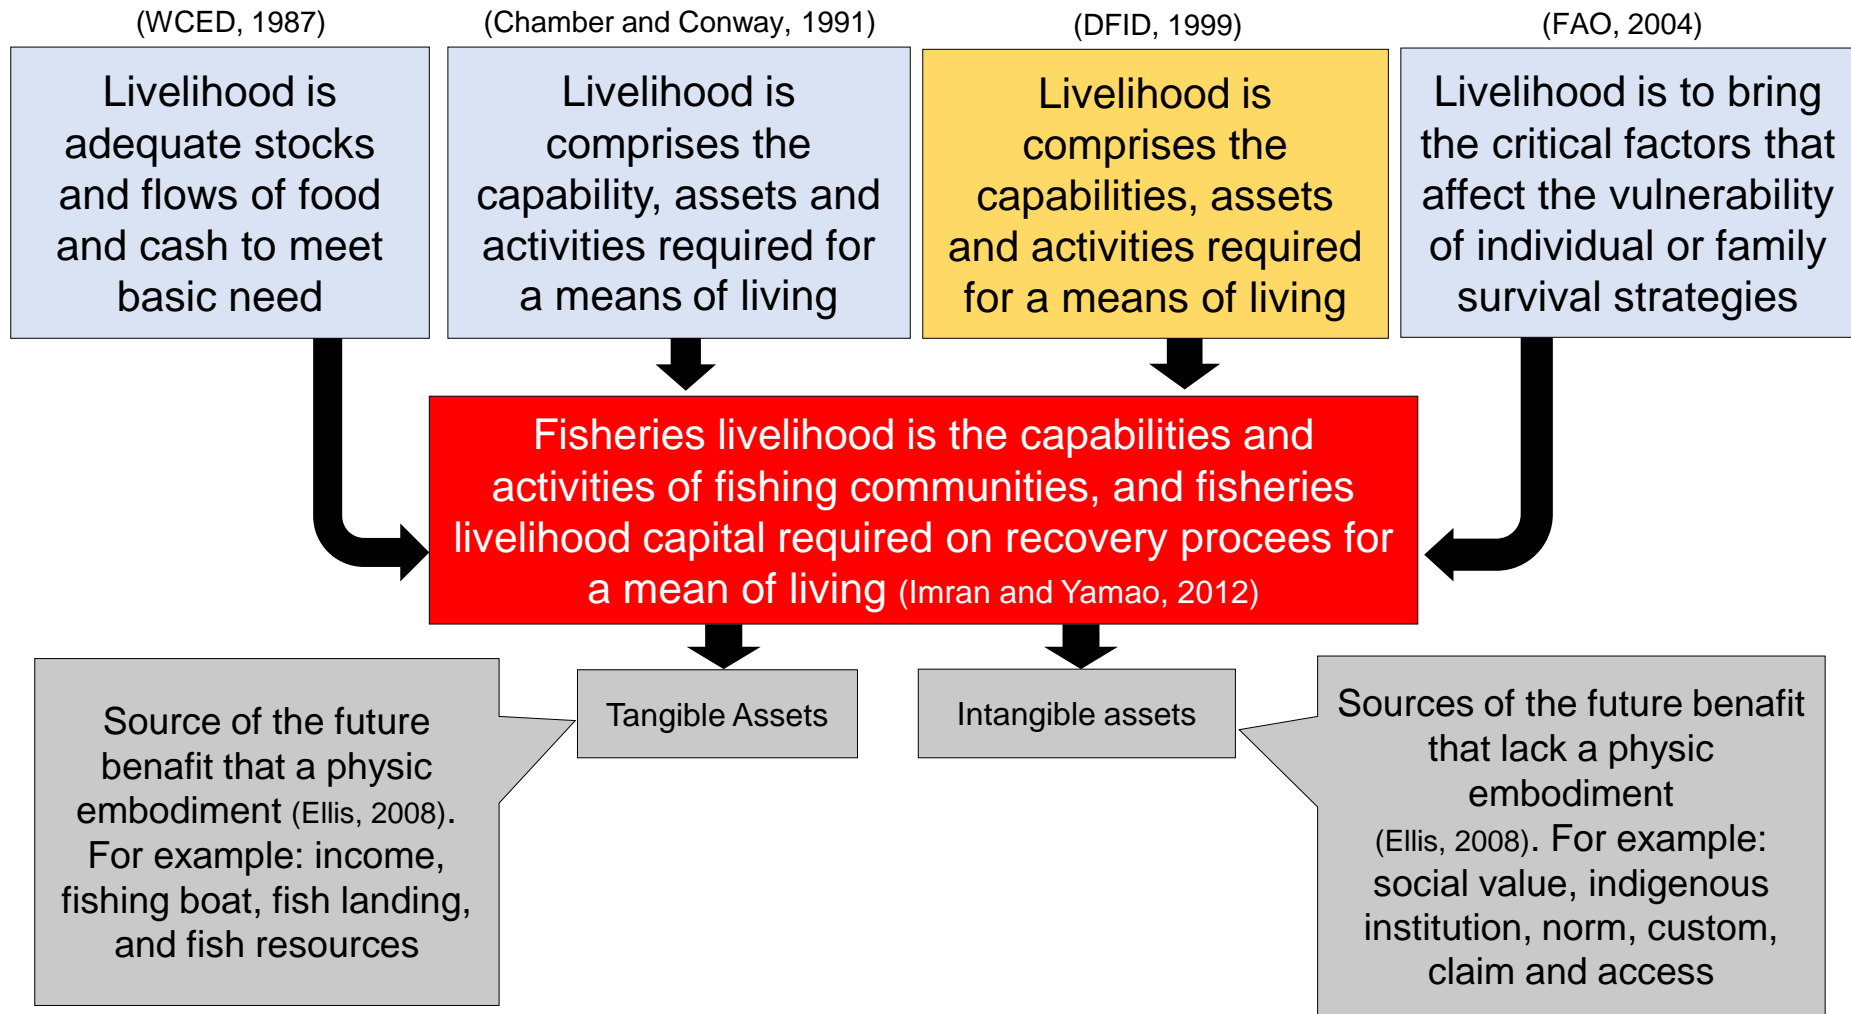 (WCED, 1987)
Livelihood is
adequate stocks
and flows of food
and cash to meet
basic need
(Chamber and Conway, 1991)
Livelihood is
comprises the
capability, assets and
activities required for
a means of living
(DFID, 1999)
Livelihood is
comprises the
capabilities, assets
and activities required
for a means of living
(FAO, 2004)
Livelihood is to bring
the critical factors that
affect the vulnerability
of individual or family
survival strategies
Fisheries livelihood is the capabilities and
activities of fishing communities, and fisheries
livelihood capital required on recovery procees for
a mean of living (Imran and Yamao, 2012)
Source of the future
benafit that a physic
embodiment (Ellis, 2008).
For example: income,
fishing boat, fish landing,
and fish resources
Tangible Assets
Intangible assets
Sources of the future benafit
that lack a physic
embodiment
(Ellis, 2008). For example:
social value, indigenous
institution, norm, custom,
claim and access